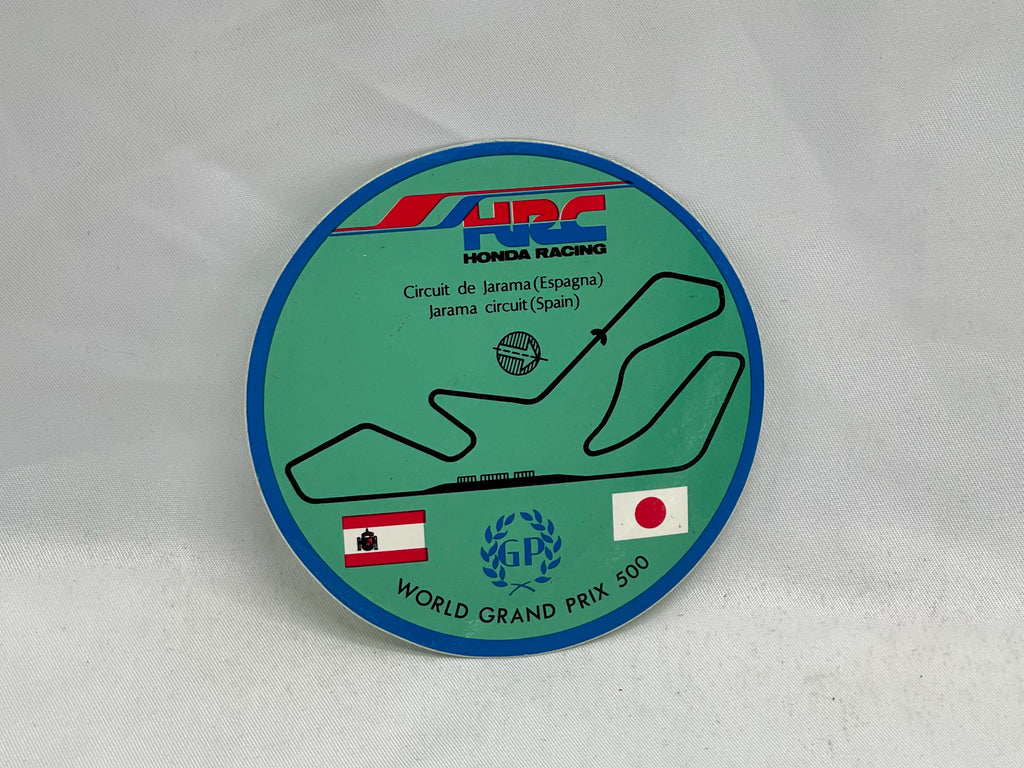 HRC
HONDA RACING
Circuit de Jarama (Espagna)
Jarama circuit (Spain)
GP
WORLD GRAND PRIX 500